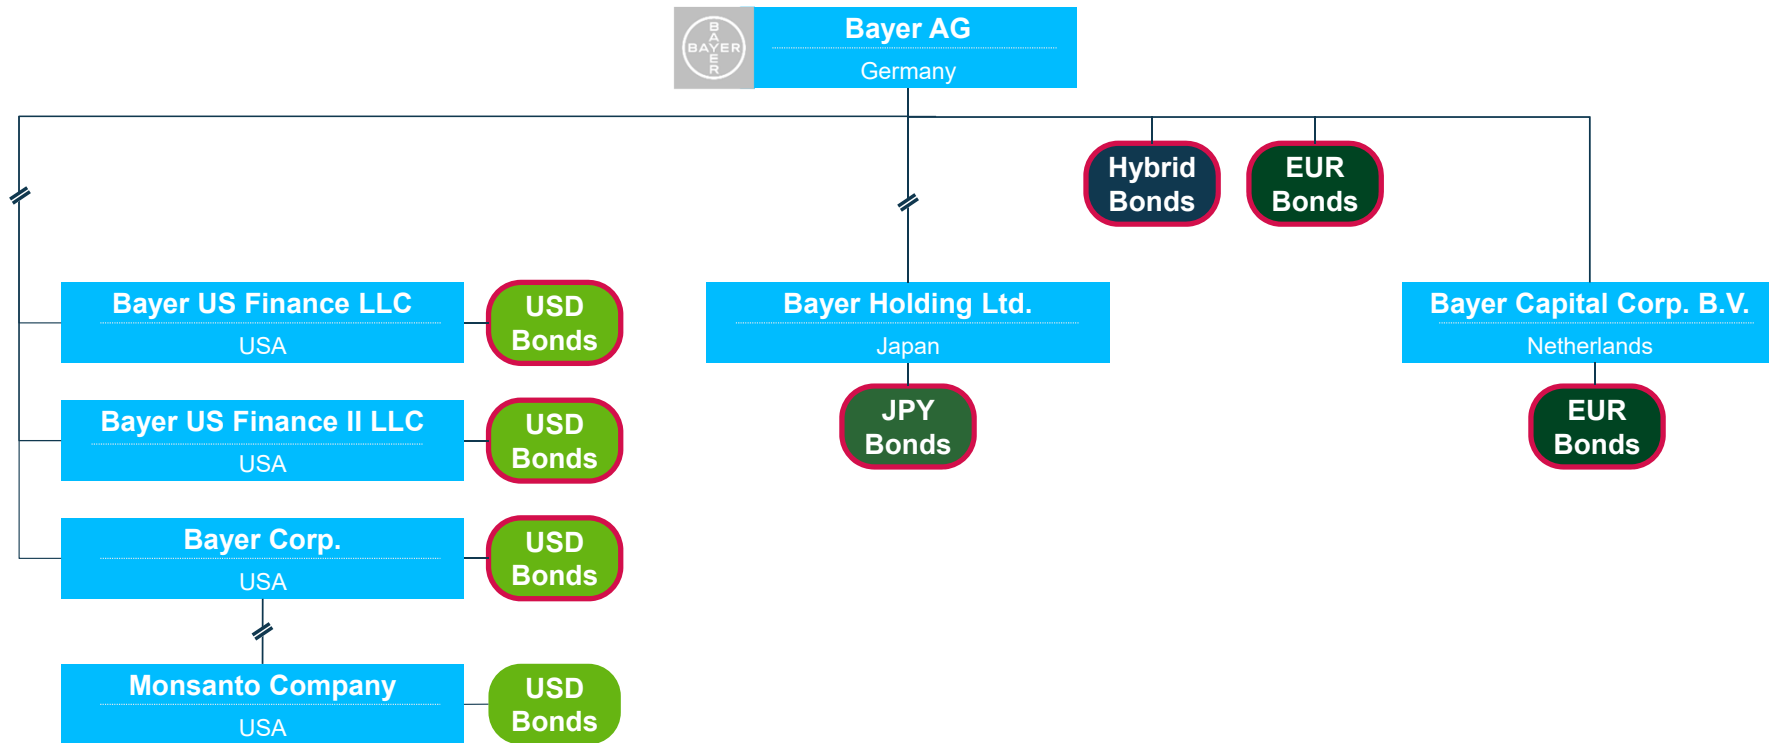 BAYER
BAYER
Bayer AG
Germany
Hybrid
Bonds
EUR
Bonds
Bayer US Finance LLC
USA
USD
Bonds
Bayer Holding Ltd.
Japan
JPY
Bonds
Bayer Capital Corp. B.V.
Netherlands
EUR
Bonds
Bayer US Finance II LLC
USA
USD
Bonds
Bayer Corp.
USA
USD
Bonds
Monsanto Company
USA
USD
Bonds